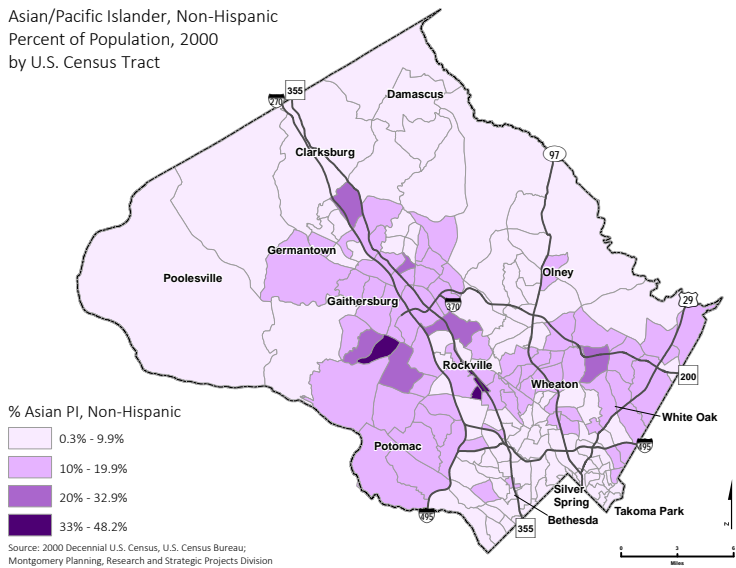 Asian/Pacific Islander, Non-Hispanic
Percent of Population, 2000
by U.S. Census Tract
355
270
Damascus
Clarksburg
97
Germantown
Poolesville
Olney
Gaithersburg
370
29
Rockville
200
Wheaton
White Oak
Potomac
495
Silver
Spring
Takoma Park
495
Bethesda
355
% Asian PI, Non-Hispanic
0.3% - 9.9%
10% - 19.9%
20% - 32.9%
33% - 48.2%
Source: 2000 Decennial U.S. Census, U.S. Census Bureau;
Montgomery Planning, Research and Strategic Projects Division
Z
0 3 6
Miles